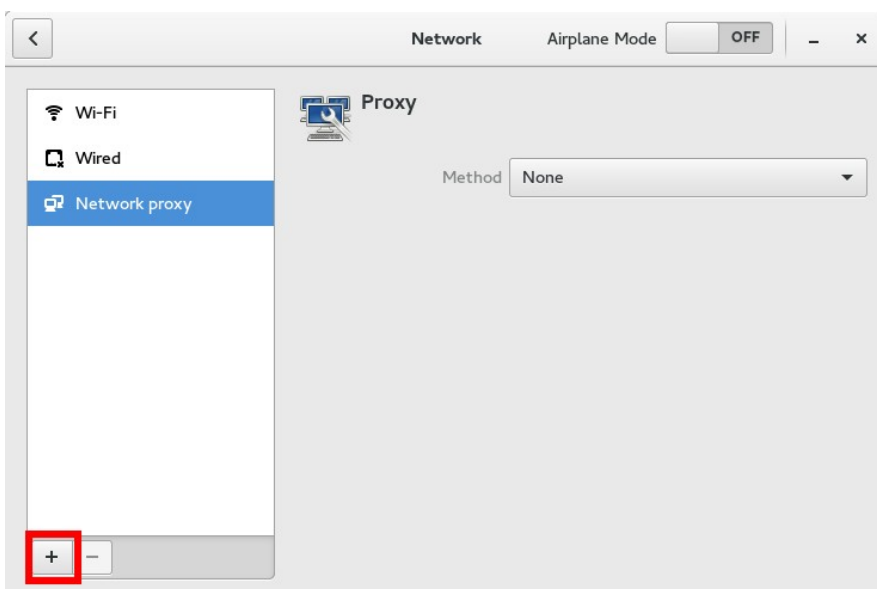 Network Airplane Mode OFF
Wi-Fi
Wired
Network proxy
Proxy
Method None